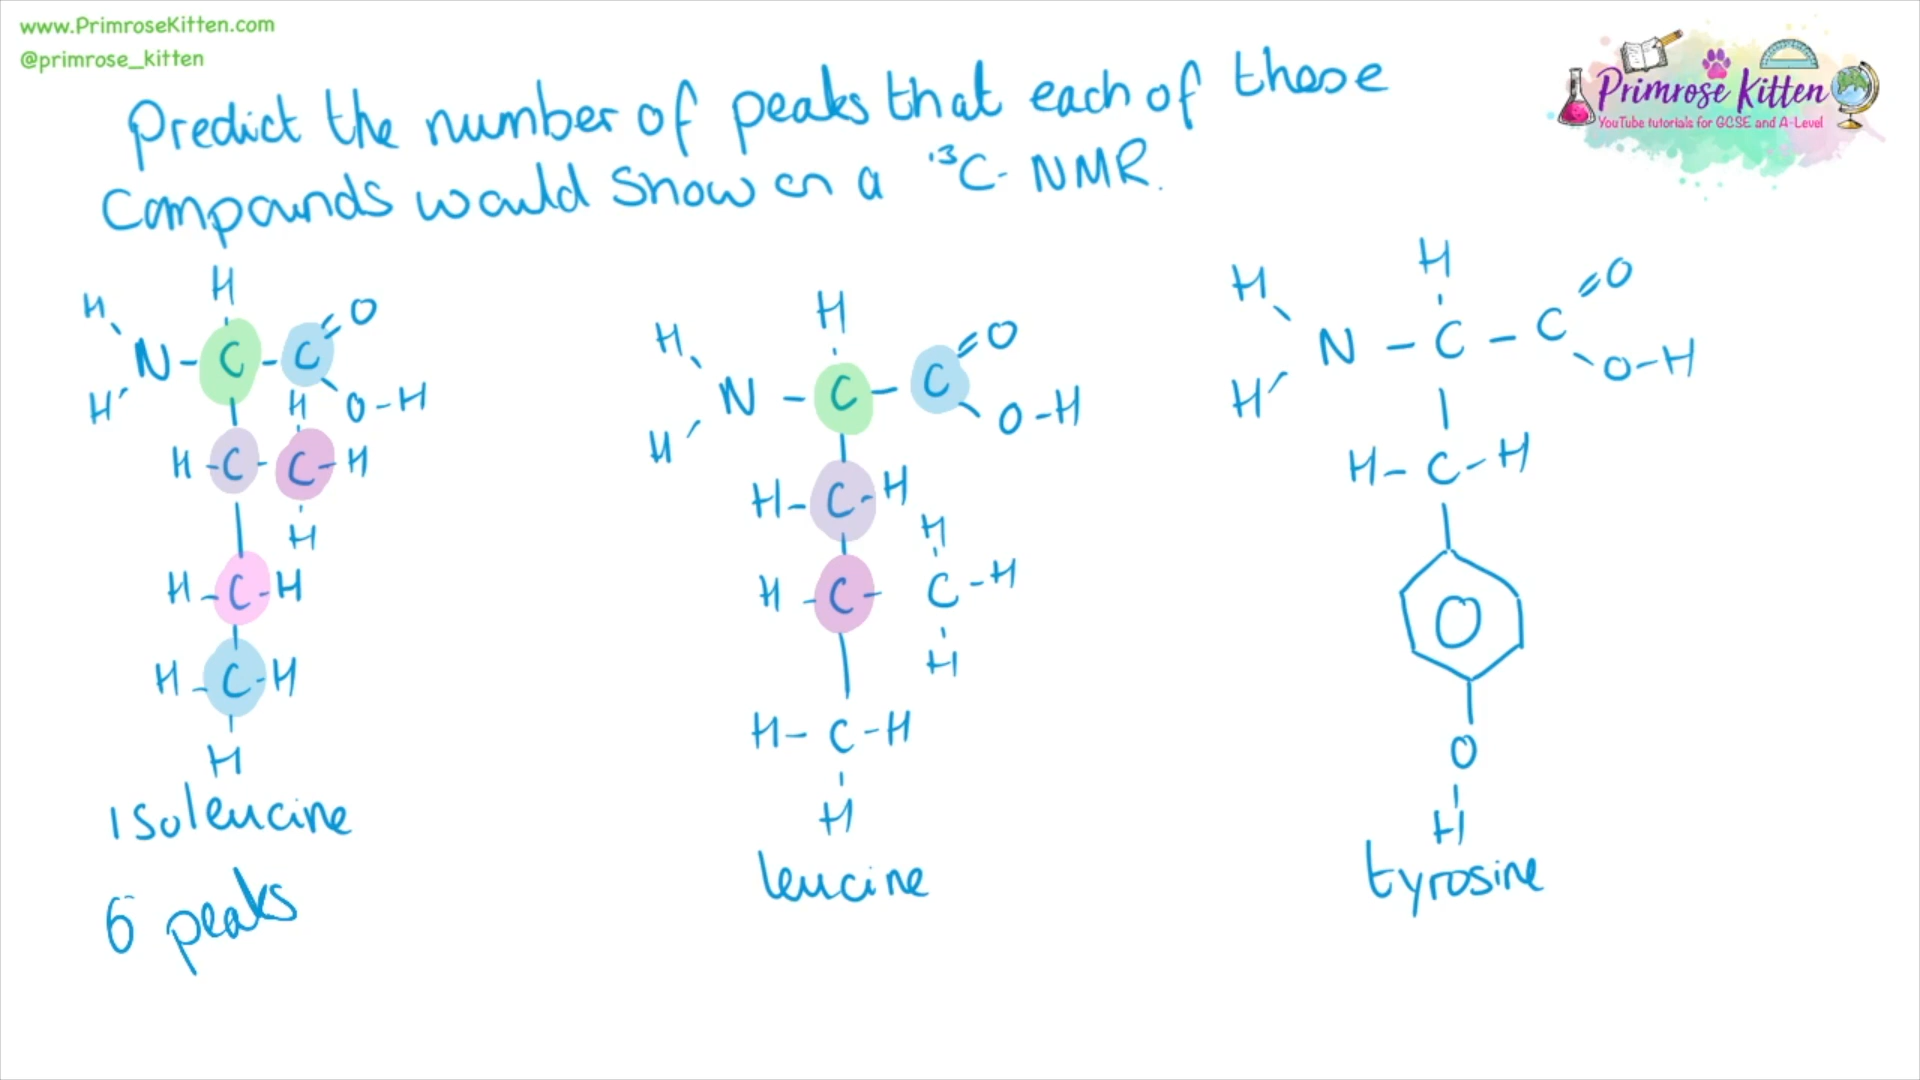 www.PrimroseKitten.com
@primrose_kitten
Primrose Kitten
YouTube tutorials for GCSE and A-Level
Predict the number of peaks that each of these
compounds would show on a ¹³C-NMR.
H
H
N - C - C = O
H
O-H
H
H - C - C - H
H
H - C - H
H - C - H
H
Isoleucine
6 peaks
H
H
N - C - C = O
H
O-H
H - C - H
H
H - C - C - H
H
H - C - H
H
leucine
H
H
N - C - C = O
H
O-H
H - C - H
O
H
tyrosine